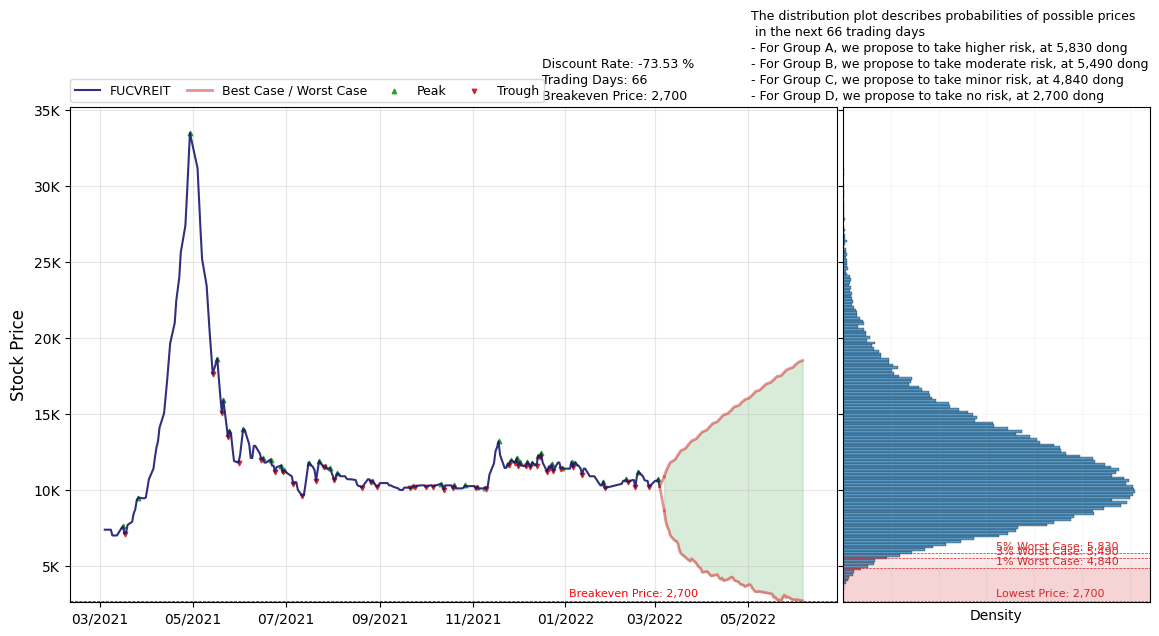 The distribution plot describes probabilities of possible prices
in the next 66 trading days
- For Group A, we propose to take higher risk, at 5,830 dong
- For Group B, we propose to take moderate risk, at 5,490 dong
- For Group C, we propose to take minor risk, at 4,840 dong
- For Group D, we propose to take no risk, at 2,700 dong
Discount Rate: -73.53 %
Trading Days: 66
Breakeven Price: 2,700
FUCVREIT
Best Case / Worst Case
Peak
Trough
35K
30K
25K
20K
15K
10K
5K
Stock Price
5% Worst Case: 5,830
3% Worst Case: 5,490
1% Worst Case: 4,840
Lowest Price: 2,700
Breakeven Price: 2,700
03/2021
05/2021
07/2021
09/2021
11/2021
01/2022
03/2022
05/2022
Density